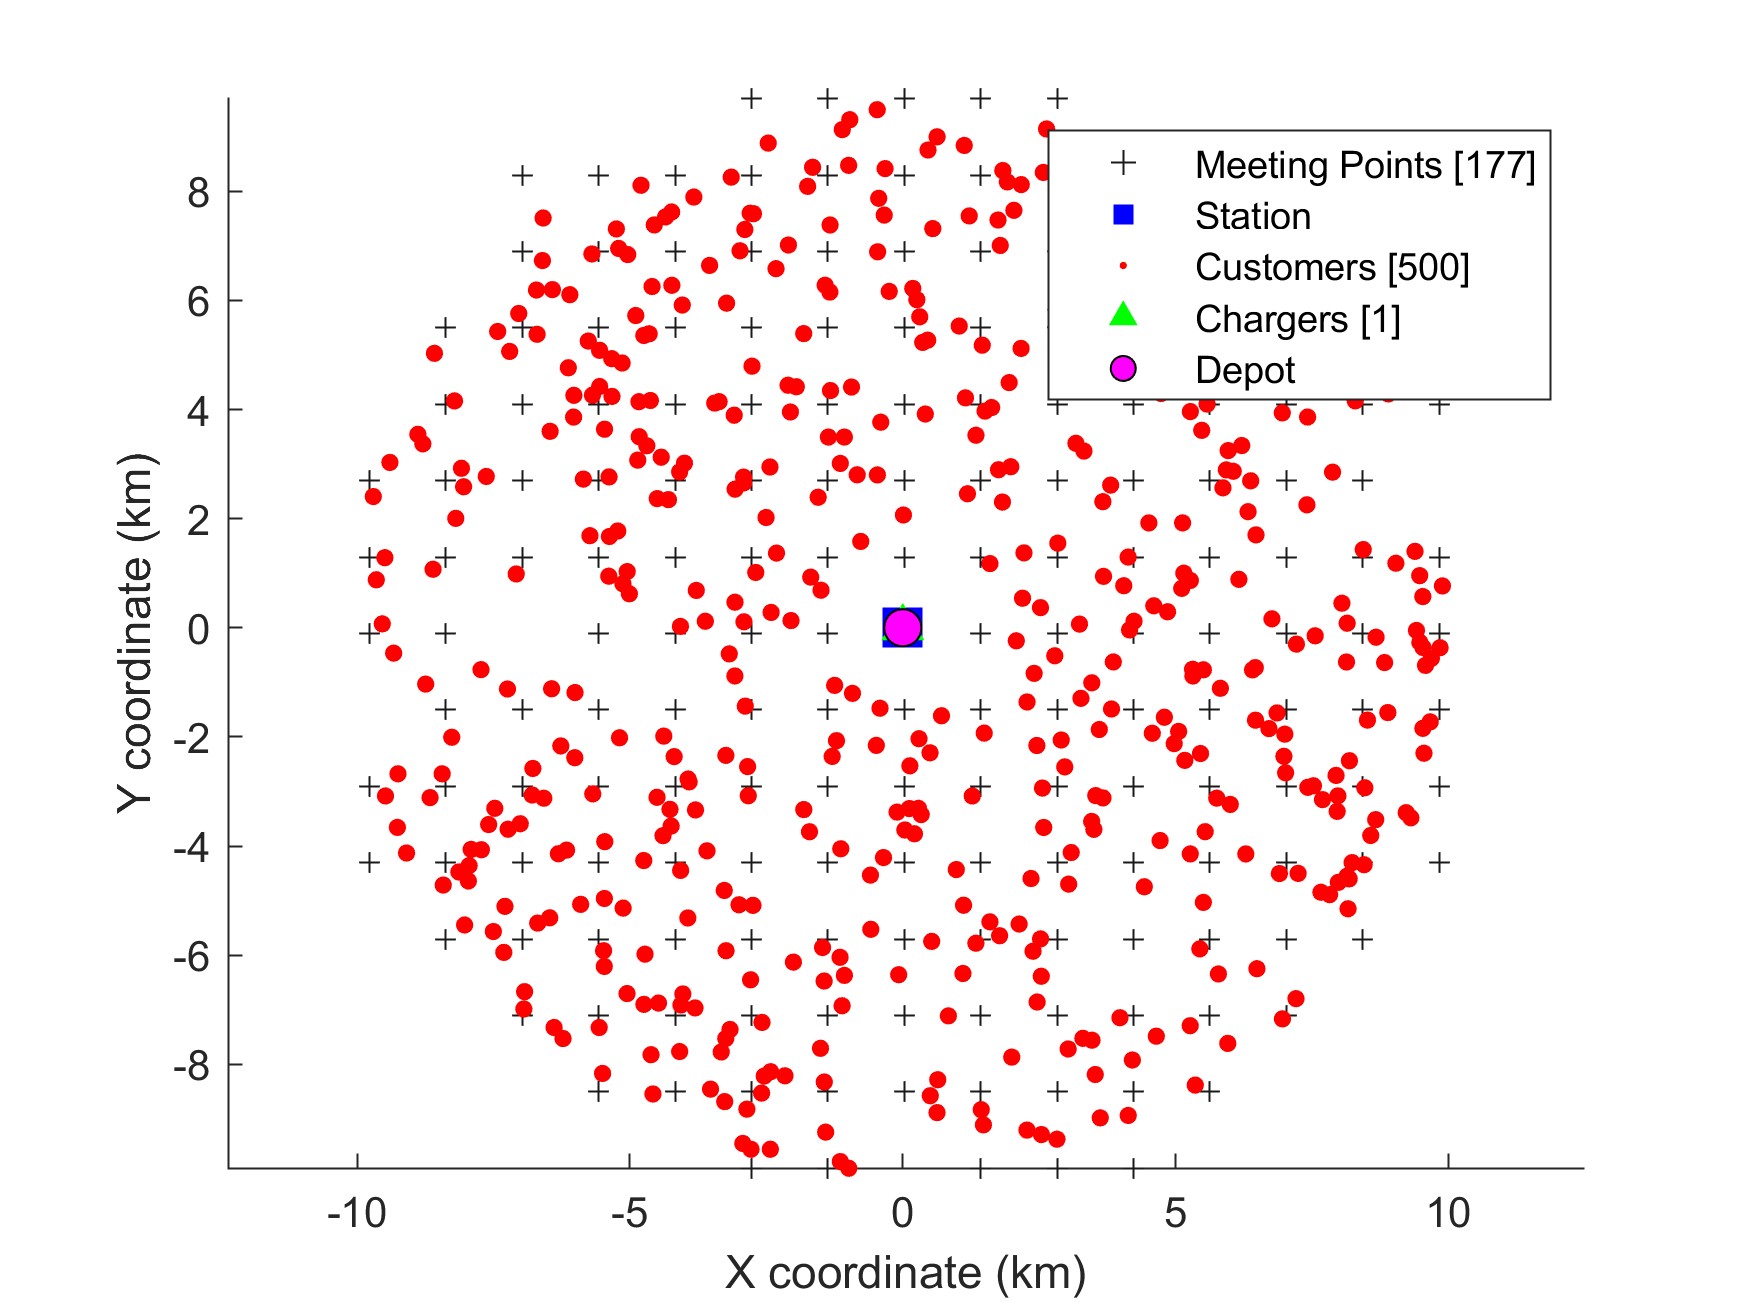 Meeting Points [177]
Station
Customers [500]
Chargers [1]
Depot
8
6
4
2
0
-2
-4
-6
-8
Y coordinate (km)
-10 -5 0 5 10
X coordinate (km)